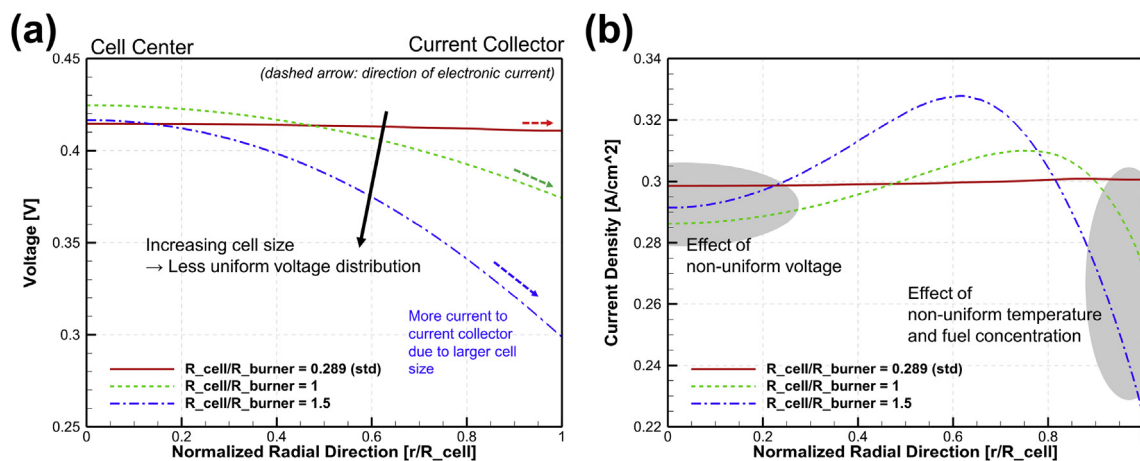 (a)
Cell Center
Current Collector
(dashed arrow: direction of electronic current)
0.45
0.4
0.35
0.3
0.25
Voltage [V]
Increasing cell size
→ Less uniform voltage distribution
More current to
current collector
due to larger cell
size
R_cell/R_burner = 0.289 (std)
R_cell/R_burner = 1
R_cell/R_burner = 1.5
0 0.2 0.4 0.6 0.8 1
Normalized Radial Direction [r/R_cell]
(b)
0.34
0.32
0.3
0.28
0.26
0.24
0.22
Current Density [A/cm^2]
Effect of
non-uniform voltage
Effect of
non-uniform temperature
and fuel concentration
R_cell/R_burner = 0.289 (std)
R_cell/R_burner = 1
R_cell/R_burner = 1.5
0 0.2 0.4 0.6 0.8
Normalized Radial Direction [r/R_cell]